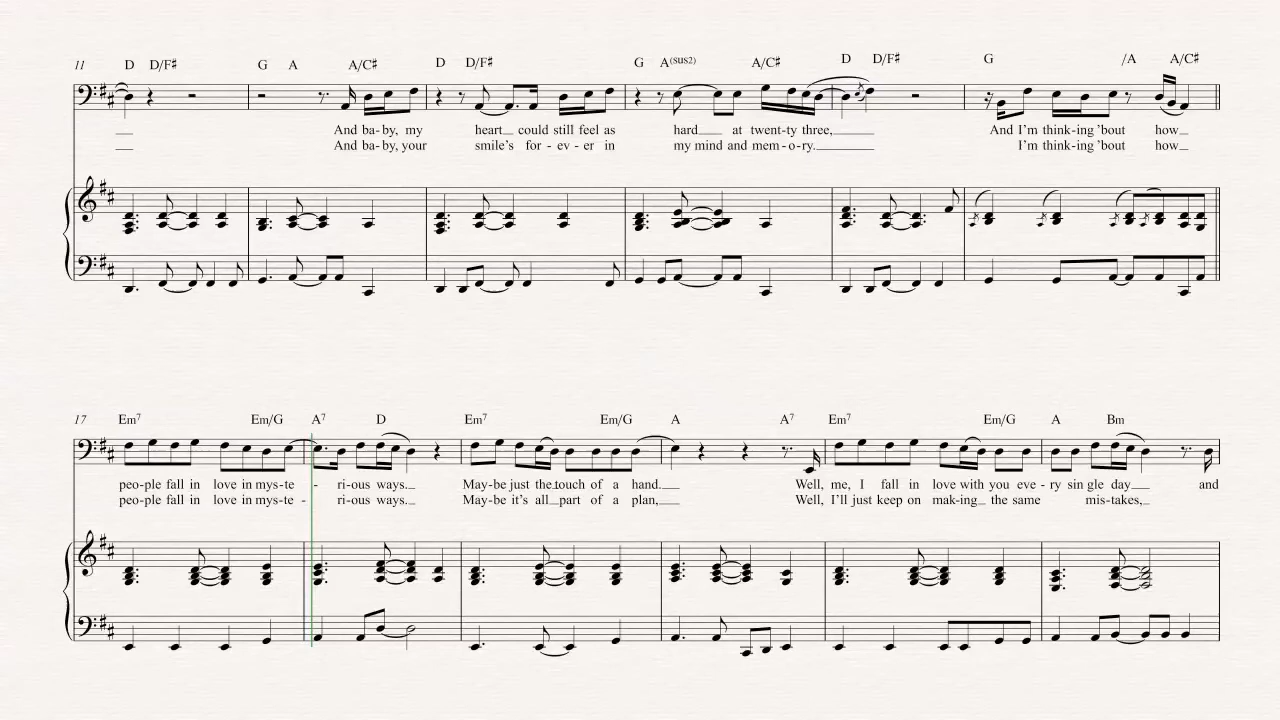 11 D D/F♯ G A A/C♯ D D/F♯ G A(sus2) A/C♯ D D/F♯ G /A A/C♯
And ba-by, my heart could still feel as hard at twen-ty three, And I'm think-ing 'bout how
And ba-by, your smile's for-ev-er in my mind and mem-o-ry. I'm think-ing 'bout how
17 Em7 Em/G A7 D Em7 Em/G A A7 Em7 Em/G A Bm
peo-ple fall in love in mys-te-ri-ous ways. May-be just the touch of a hand. Well, me, I fall in love with you eve-ry sin gle day and
peo-ple fall in love in mys-te-ri-ous ways. May-be it's all part of a plan, Well, I'll just keep on mak-ing the same mis-takes,